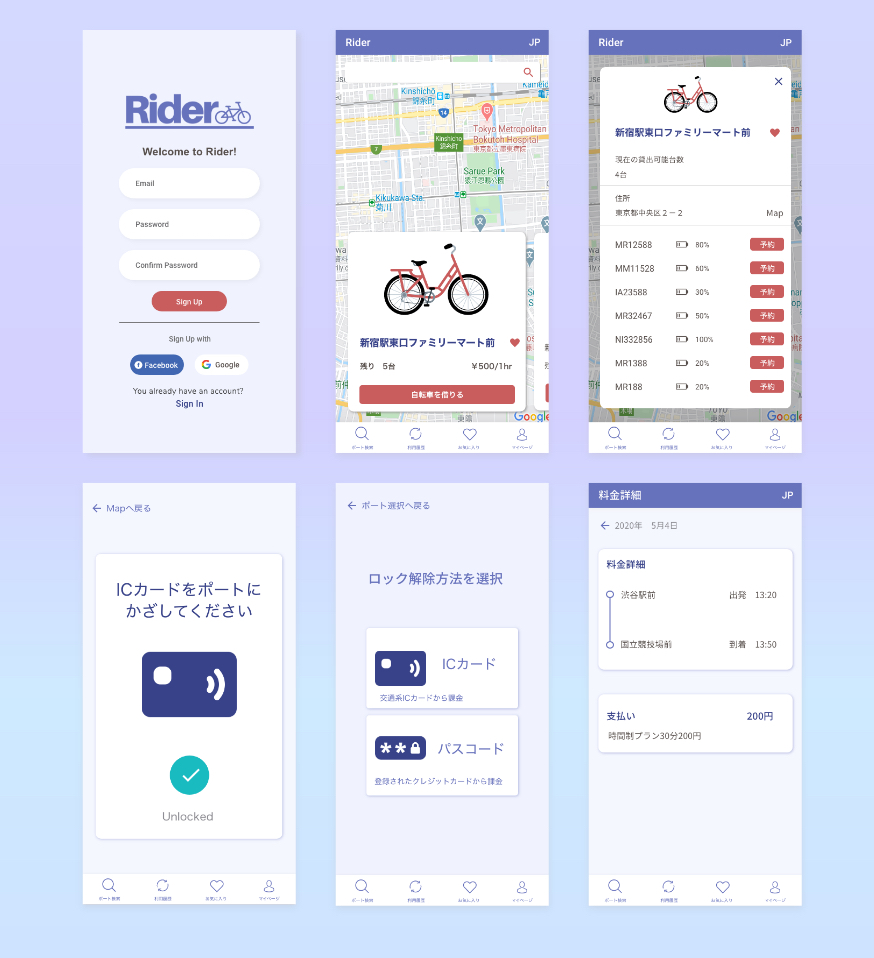 Rider
Welcome to Rider!
Email
Password
Confirm Password
Sign Up
Sign Up with
Facebook
Google
You already have an account?
Sign In
Rider JP
Kinshichō
錦糸町
14
7
Kinshicho
錦糸町
Tokyo Metropolitan
Bokutoh Hospital
東京都立墨東病院
Sarue Park
猿江恩賜公園
Kikukawa Sta.
菊川
新宿駅東口ファミリーマート前
残り 5台 ¥500/1hr
自転車を借りる
Google
ポート検索 利用履歴 お気に入り マイページ
Rider JP
新宿駅東口ファミリーマート前
現在の貸出可能台数
4台
住所
東京都中央区2-2 Map
MR12588 80% 予約
MM11528 60% 予約
IA23588 30% 予約
MR32467 50% 予約
NI332856 100% 予約
MR1388 20% 予約
MR188 20% 予約
Google
ポート検索 利用履歴 お気に入り マイページ
Mapへ戻る
ICカードをポートに
かざしてください
Unlocked
ポート検索 利用履歴 お気に入り マイページ
ポート選択へ戻る
ロック解除方法を選択
ICカード
交通系ICカードから課金
**
パスコード
登録されたクレジットカードから課金
ポート検索 利用履歴 お気に入り マイページ
料金詳細 JP
2020年 5月4日
料金詳細
渋谷駅前 出発 13:20
国立競技場前 到着 13:50
支払い 200円
時間制プラン30分200円
ポート検索 利用履歴 お気に入り マイページ